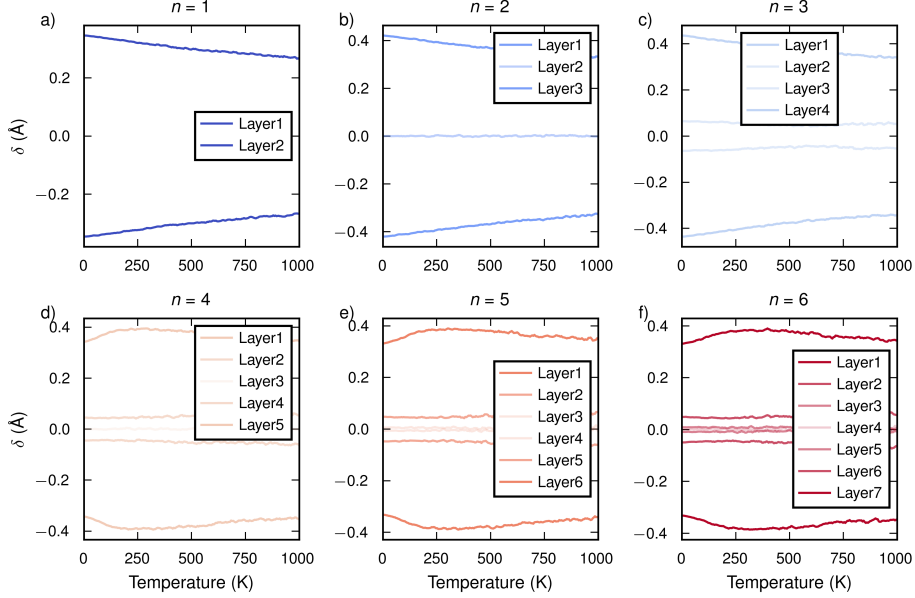 a) n = 1
b) n = 2
c) n = 3
δ (Å)
0.2
0.0
−0.2
Layer1
Layer2
0 250 500 750 1000
0.4
0.2
0.0
−0.2
−0.4
Layer1
Layer2
Layer3
0 250 500 750 1000
0.4
0.2
0.0
−0.2
−0.4
Layer1
Layer2
Layer3
Layer4
0 250 500 750 1000
d) n = 4
e) n = 5
f) n = 6
δ (Å)
0.4
0.2
0.0
−0.2
−0.4
Layer1
Layer2
Layer3
Layer4
Layer5
0 250 500 750 1000
Temperature (K)
0.4
0.2
0.0
−0.2
−0.4
Layer1
Layer2
Layer3
Layer4
Layer5
Layer6
0 250 500 750 1000
Temperature (K)
0.4
0.2
0.0
−0.2
−0.4
Layer1
Layer2
Layer3
Layer4
Layer5
Layer6
Layer7
0 250 500 750 1000
Temperature (K)